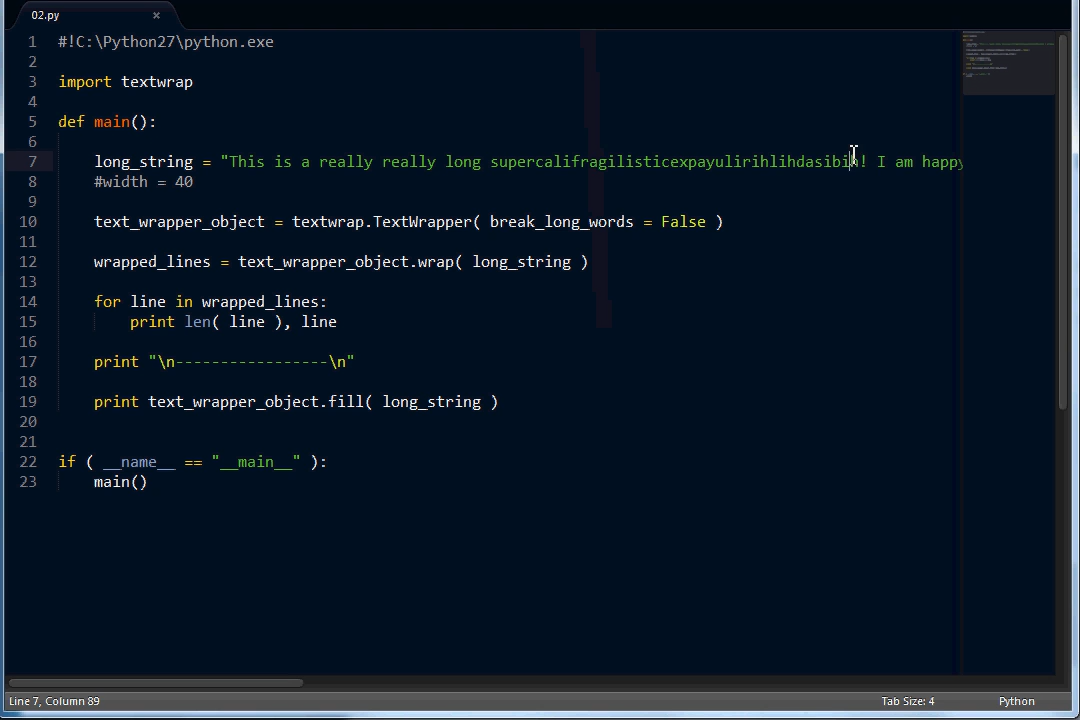 02.py ×
1 #!C:\Python27\python.exe
2
3 import textwrap
4
5 def main():
6
7 long_string = "This is a really really long supercalifragilisticexpayulirihlihdasibih! I am happy
8 #width = 40
9
10 text_wrapper_object = textwrap.TextWrapper( break_long_words = False )
11
12 wrapped_lines = text_wrapper_object.wrap( long_string )
13
14 for line in wrapped_lines:
15 print len( line ), line
16
17 print "\n-----------------\n"
18
19 print text_wrapper_object.fill( long_string )
20
21
22 if ( __name__ == "__main__" ):
23 main()
Line 7, Column 89 Tab Size: 4 Python